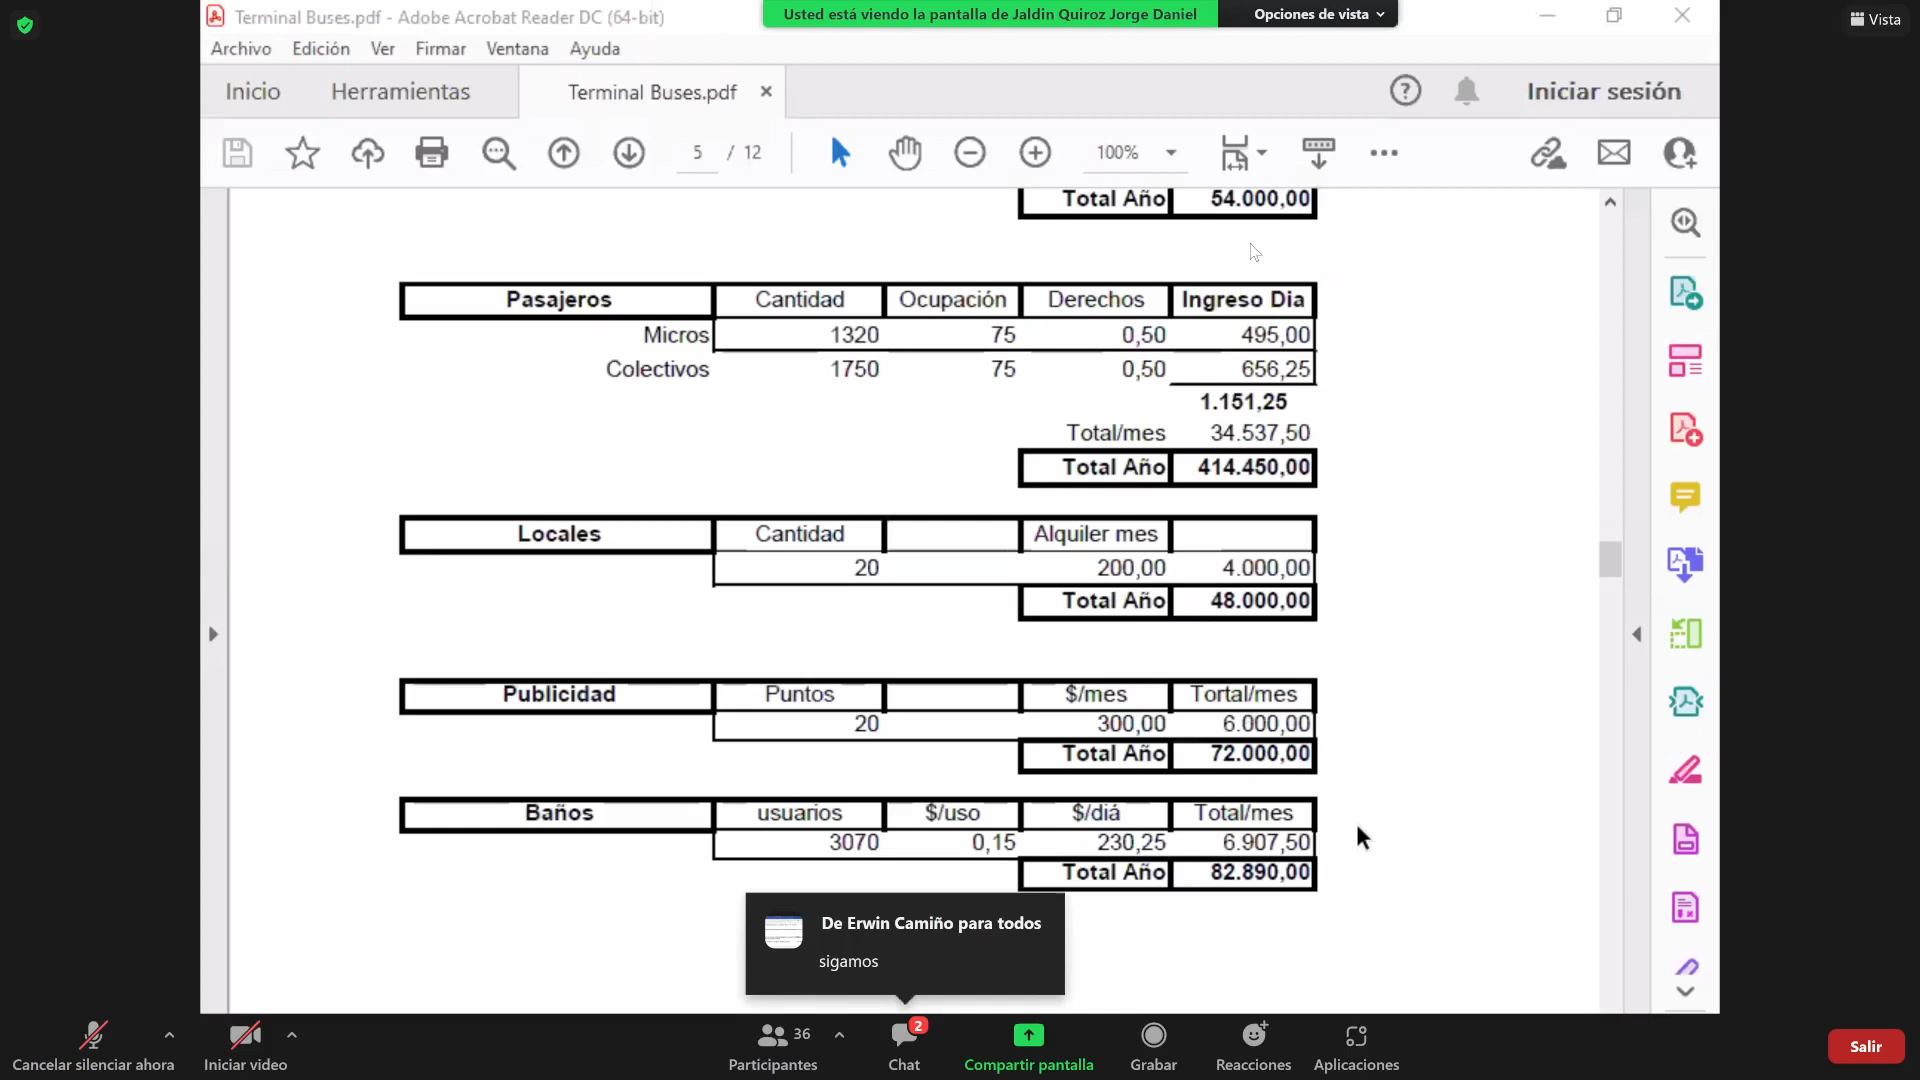 Terminal Buses.pdf - Adobe Acrobat Reader DC (64-bit)
Usted está viendo la pantalla de Jaldin Quiroz Jorge Daniel
Opciones de vista
Vista
Archivo Edición Ver Firmar Ventana Ayuda
Inicio Herramientas Terminal Buses.pdf Iniciar sesión
5 / 12 100%
Total Año 54.000,00
Pasajeros Cantidad Ocupación Derechos Ingreso Dia
Micros 1320 75 0,50 495,00
Colectivos 1750 75 0,50 656,25
1.151,25
Total/mes 34.537,50
Total Año 414.450,00
Locales Cantidad Alquiler mes
20 200,00 4.000,00
Total Año 48.000,00
Publicidad Puntos $/mes Tortal/mes
20 300,00 6.000,00
Total Año 72.000,00
Baños usuarios $/uso $/diá Total/mes
3070 0,15 230,25 6.907,50
Total Año 82.890,00
De Erwin Camiño para todos
sigamos
36
2
Cancelar silenciar ahora Iniciar video Participantes Chat Compartir pantalla Grabar Reacciones Aplicaciones Salir